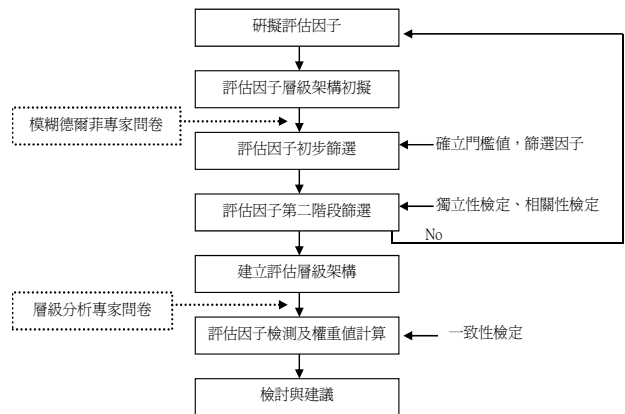 研擬評估因子
評估因子層級架構初擬
模糊德爾菲專家問卷
評估因子初步篩選
確立門檻值，篩選因子
評估因子第二階段篩選
獨立性檢定、相關性檢定
No
建立評估層級架構
層級分析專家問卷
評估因子檢測及權重值計算
一致性檢定
檢討與建議